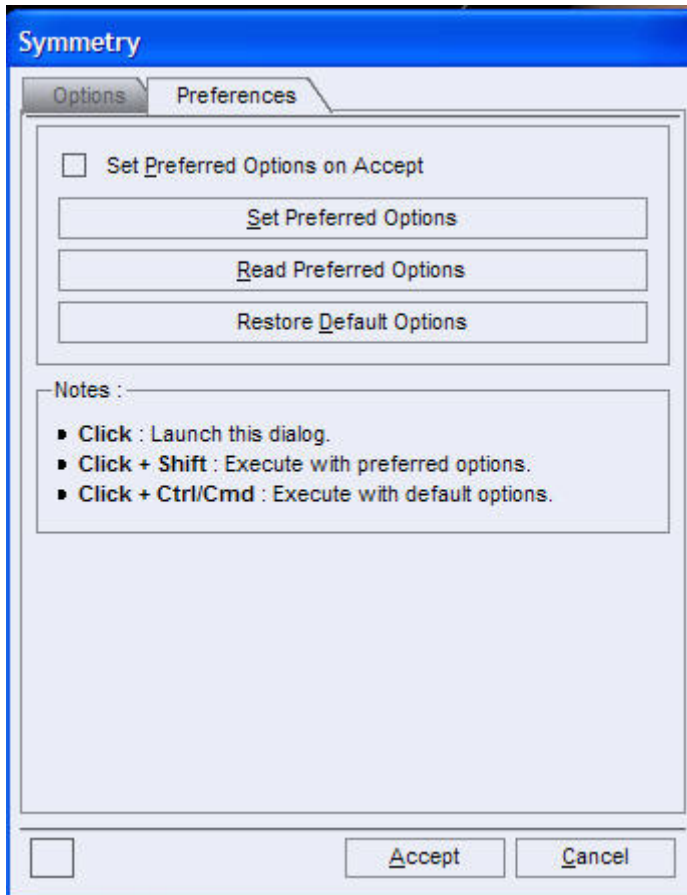 Symmetry
Options Preferences
Set Preferred Options on Accept
Set Preferred Options
Read Preferred Options
Restore Default Options
Notes :
Click : Launch this dialog.
Click + Shift : Execute with preferred options.
Click + Ctrl/Cmd : Execute with default options.
Accept Cancel